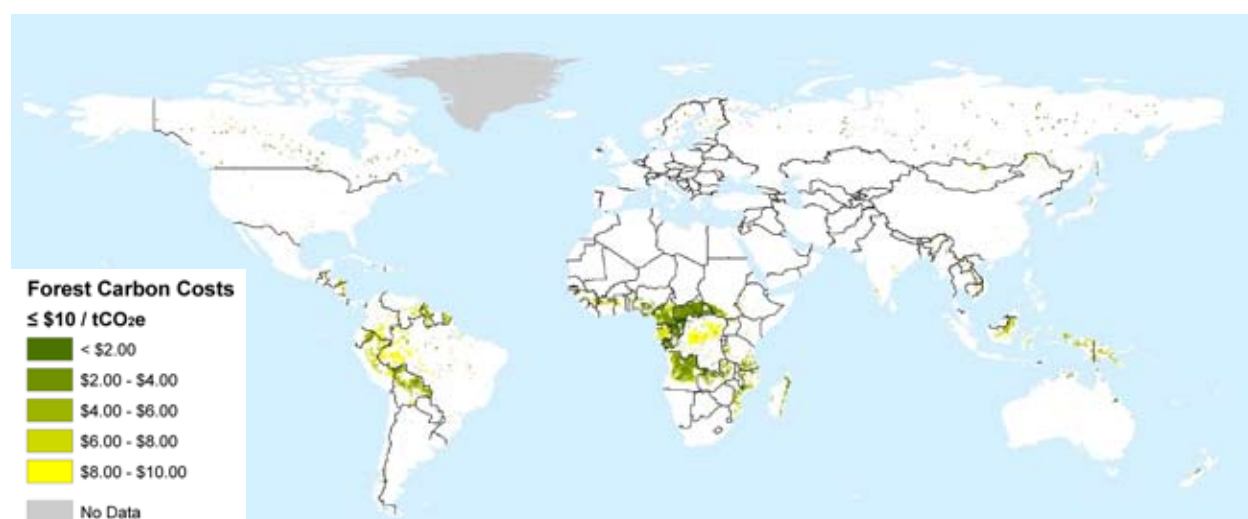 Forest Carbon Costs
≤ $10 / tCO₂e
< $2.00
$2.00 - $4.00
$4.00 - $6.00
$6.00 - $8.00
$8.00 - $10.00
No Data